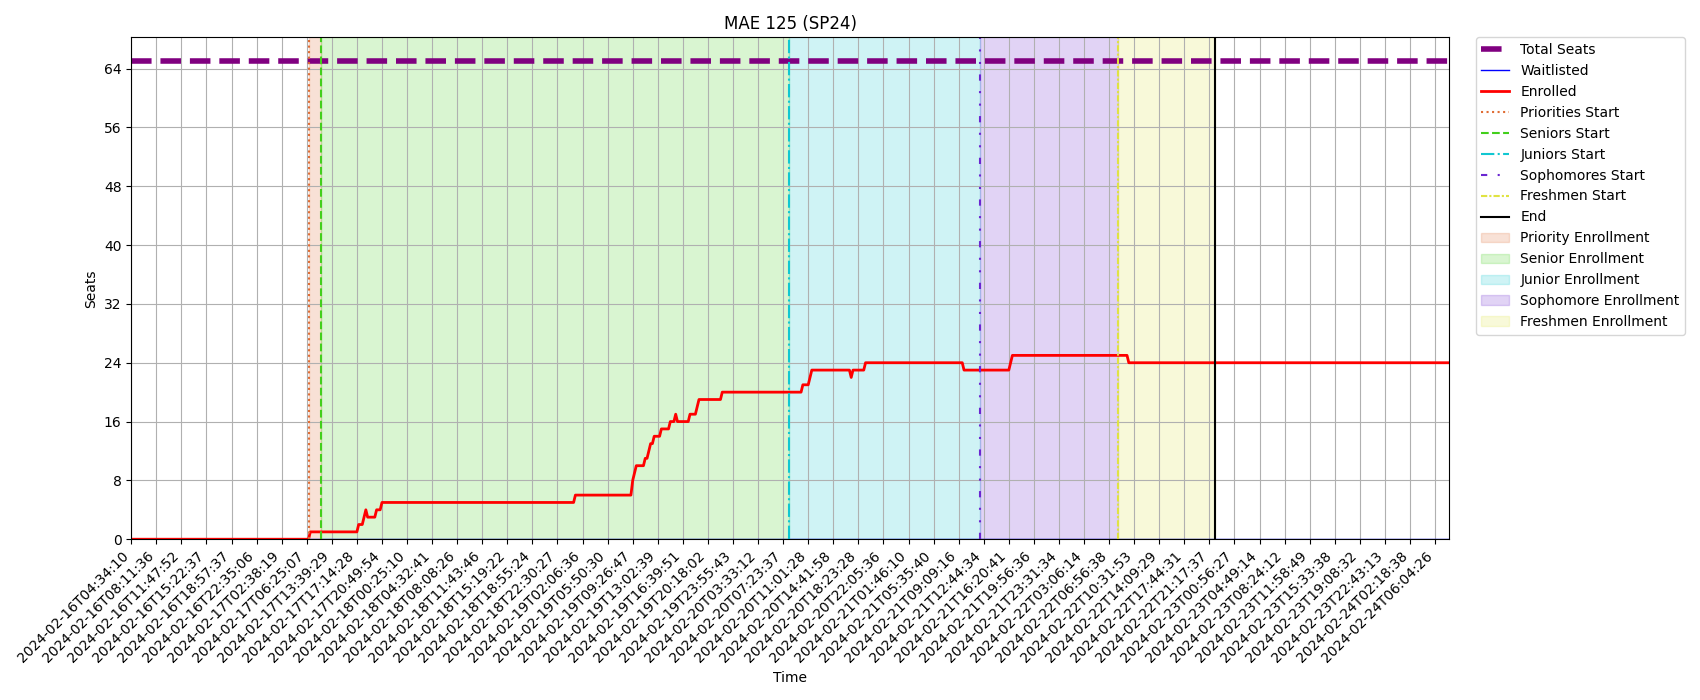 MAE 125 (SP24)
Total Seats
Waitlisted
Enrolled
Priorities Start
Seniors Start
Juniors Start
Sophomores Start
Freshmen Start
End
Priority Enrollment
Senior Enrollment
Junior Enrollment
Sophomore Enrollment
Freshmen Enrollment
Seats
64
56
48
40
32
24
16
8
0
2024-02-16T04:34:10
2024-02-16T08:11:36
2024-02-16T11:47:52
2024-02-16T15:22:37
2024-02-16T18:57:37
2024-02-16T22:35:06
2024-02-17T02:38:19
2024-02-17T06:25:07
2024-02-17T13:39:29
2024-02-17T17:14:28
2024-02-17T20:49:54
2024-02-18T00:25:10
2024-02-18T04:32:41
2024-02-18T08:08:26
2024-02-18T11:43:46
2024-02-18T15:19:22
2024-02-18T18:55:24
2024-02-18T22:30:27
2024-02-19T02:06:36
2024-02-19T05:50:30
2024-02-19T09:26:47
2024-02-19T13:02:39
2024-02-19T16:39:51
2024-02-19T20:18:02
2024-02-19T23:55:43
2024-02-20T03:33:12
2024-02-20T07:23:37
2024-02-20T11:01:28
2024-02-20T14:41:58
2024-02-20T18:23:28
2024-02-20T22:05:36
2024-02-21T01:46:10
2024-02-21T05:35:40
2024-02-21T09:09:16
2024-02-21T12:44:34
2024-02-21T16:20:41
2024-02-21T19:56:36
2024-02-21T23:31:34
2024-02-22T03:06:14
2024-02-22T06:56:38
2024-02-22T10:31:53
2024-02-22T14:09:29
2024-02-22T17:44:31
2024-02-22T21:17:37
2024-02-23T00:56:27
2024-02-23T04:49:14
2024-02-23T08:24:12
2024-02-23T11:58:49
2024-02-23T15:33:38
2024-02-23T19:08:32
2024-02-23T22:43:13
2024-02-24T02:18:38
2024-02-24T06:04:26
Time